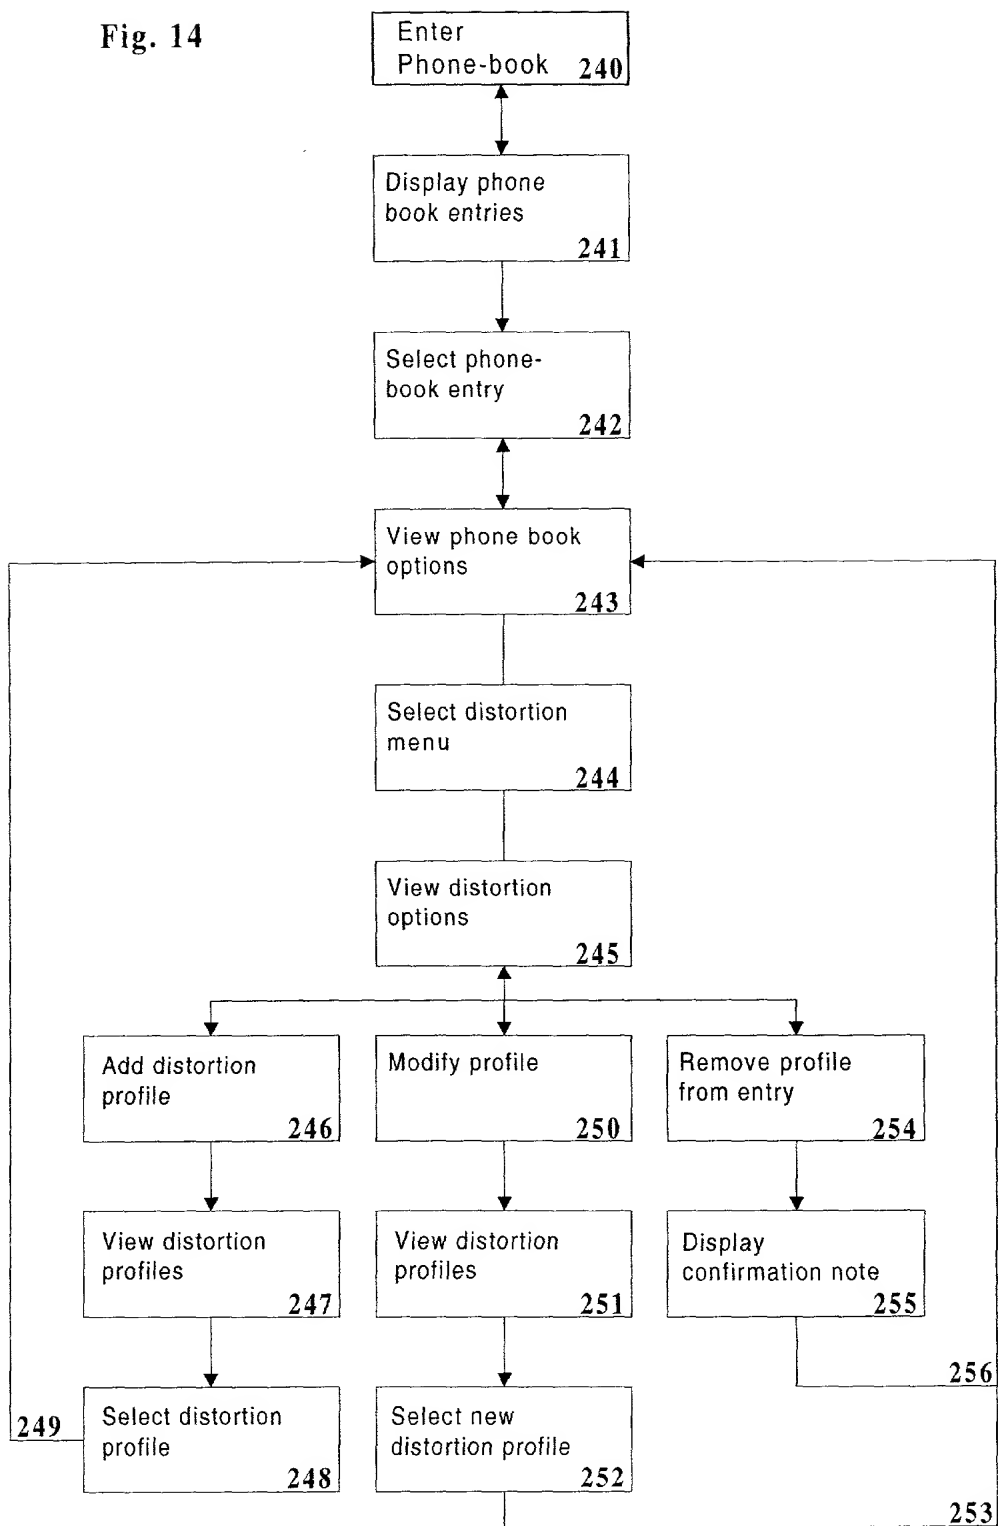 Fig. 14
Enter
Phone-book 240
Display phone
book entries
241
Select phone-
book entry
242
View phone book
options
243
Select distortion
menu
244
View distortion
options
245
Add distortion
profile
246
Modify profile
250
Remove profile
from entry
254
View distortion
profiles
247
View distortion
profiles
251
Display
confirmation note
255
256
249
Select distortion
profile
248
Select new
distortion profile
252
253